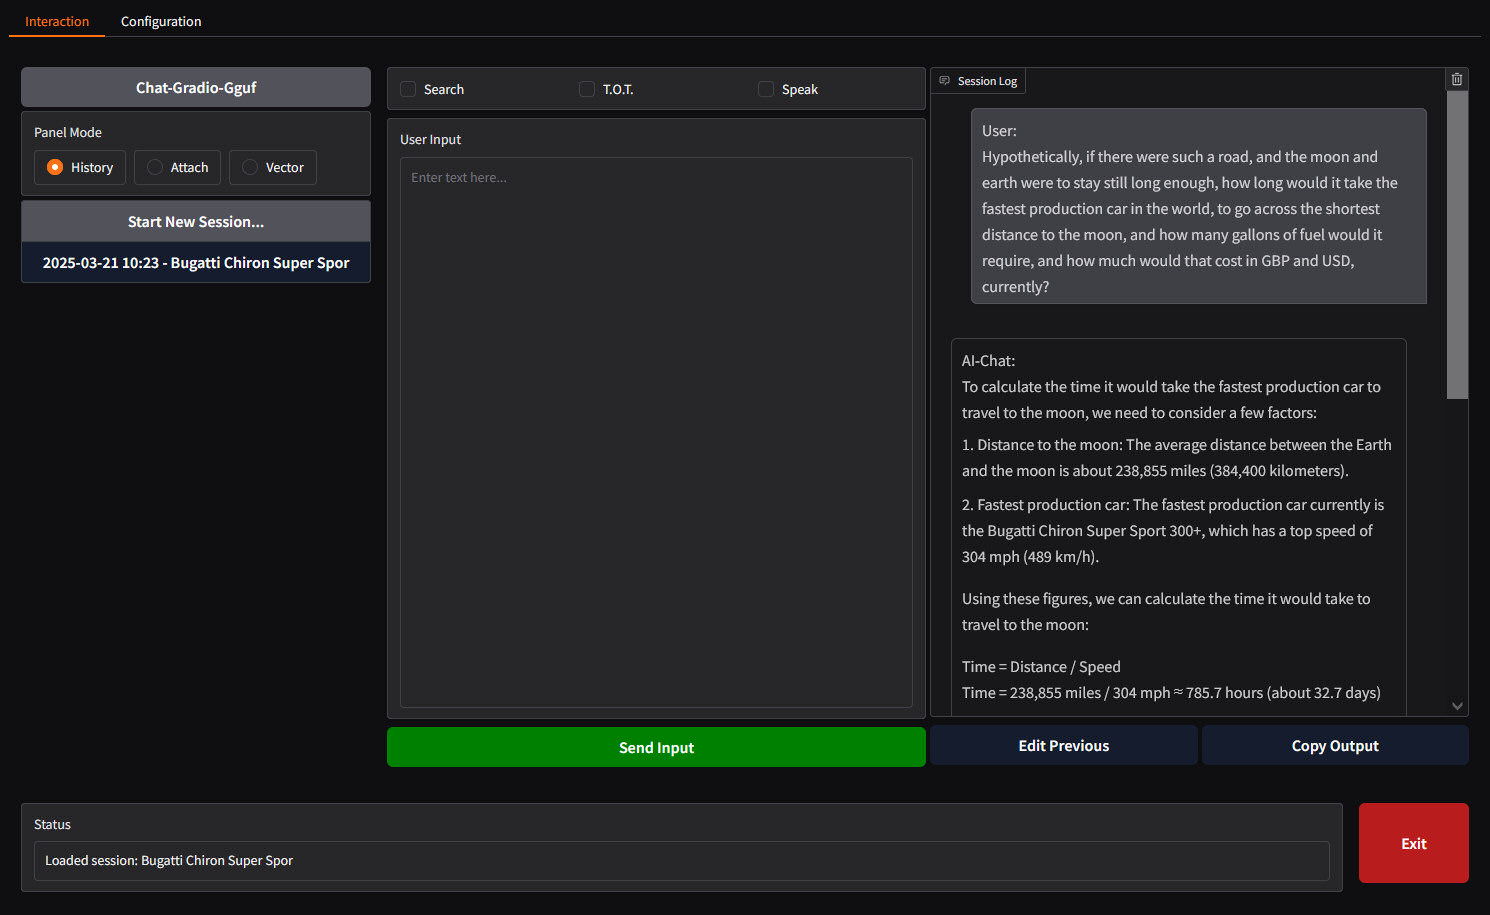 Interaction
Configuration
Chat-Gradio-Gguf
Panel Mode
History
Attach
Vector
Start New Session...
2025-03-21 10:23 - Bugatti Chiron Super Spor
Search
T.O.T.
Speak
User Input
Enter text here...
Send Input
Session Log
User:
Hypothetically, if there were such a road, and the moon and
earth were to stay still long enough, how long would it take the
fastest production car in the world, to go across the shortest
distance to the moon, and how many gallons of fuel would it
require, and how much would that cost in GBP and USD,
currently?
AI-Chat:
To calculate the time it would take the fastest production car to
travel to the moon, we need to consider a few factors:
1. Distance to the moon: The average distance between the Earth
and the moon is about 238,855 miles (384,400 kilometers).
2. Fastest production car: The fastest production car currently is
the Bugatti Chiron Super Sport 300+, which has a top speed of
304 mph (489 km/h).
Using these figures, we can calculate the time it would take to
travel to the moon:
Time = Distance / Speed
Time = 238,855 miles / 304 mph ≈ 785.7 hours (about 32.7 days)
Edit Previous
Copy Output
Status
Loaded session: Bugatti Chiron Super Spor
Exit